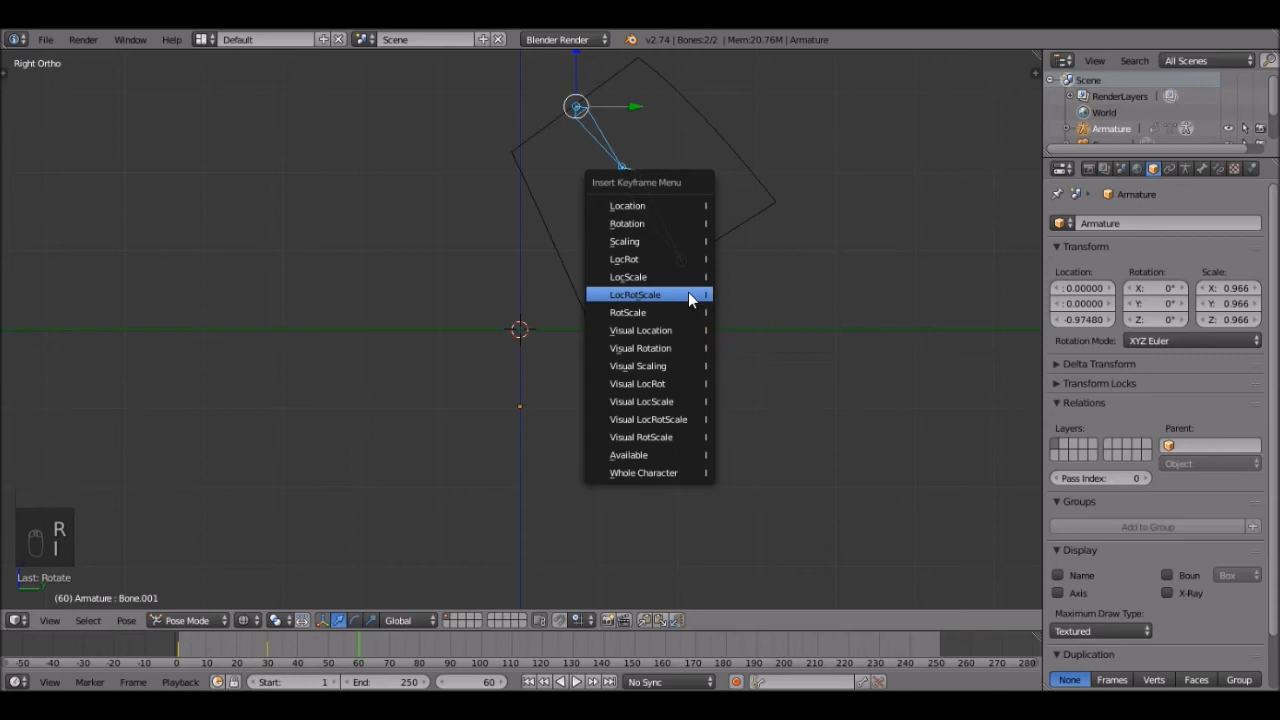 File Render Window Help Default Scene Blender Render v2.74 | Bones:2/2 | Mem:20.76M | Armature View Search All Scenes
Right Ortho
Scene
RenderLayers
World
Armature
Insert Keyframe Menu
Location I
Rotation I
Scaling I
LocRot I
LocScale I
LocRotScale I
RotScale I
Visual Location I
Visual Rotation I
Visual Scaling I
Visual LocRot I
Visual LocScale I
Visual LocRotScale I
Visual RotScale I
Available I
Whole Character I
Armature
Armature
Transform
Location: Rotation: Scale:
: 0.00000 X: 0° X: 0.966
: 0.00000 Y: 0° Y: 0.966
-0.97480 Z: 0° Z: 0.966
Rotation Mode: XYZ Euler
Delta Transform
Transform Locks
Relations
Layers: Parent:
Object
Pass Index: 0
Groups
Add to Group
Display
Name Boun Box
Axis X-Ray
Maximum Draw Type:
Textured
Duplication
None Frames Verts Faces Group
R
I
Last: Rotate
(60) Armature : Bone.001
View Select Pose Pose Mode Global
-50 -40 -30 -20 -10 0 10 20 30 40 50 60 70 80 90 100 110 120 130 140 150 160 170 180 190 200 210 220 230 240 250 260 270 280
View Marker Frame Playback Start: 1 End: 250 60 No Sync